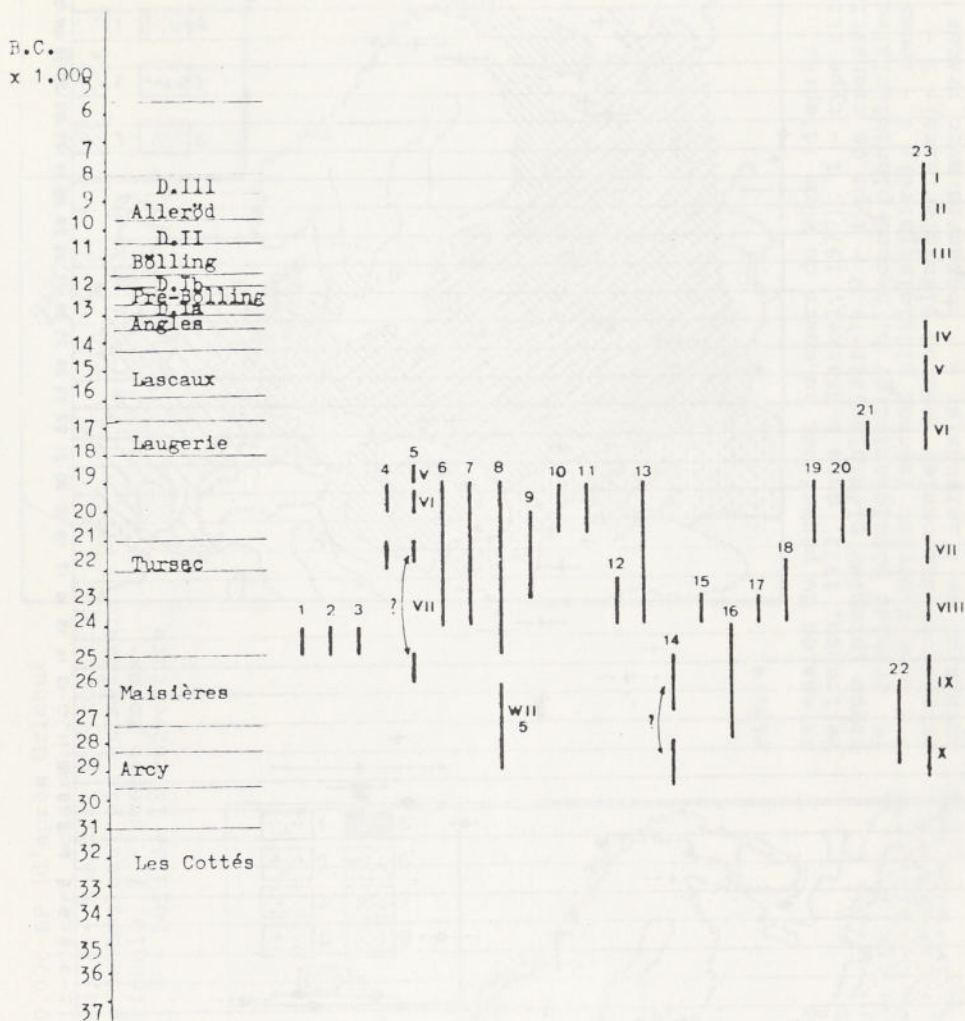 B.C.
x 1.000
5
6
7
23
8
I
D.III
9
II
Alleröd
10
D.II
11
III
Bölling
12
D.Ib
Pre-Bölling
13
D.Ia
Angles
IV
14
15
V
Lascaux
16
21
17
VI
Laugerie
18
5
19
4
V
6
7
8
10
11
13
19
20
VI
9
20
21
VII
22
Tursac
12
18
23
15
17
1
2
3
?
VII
VIII
24
16
25
14
26
Maisières
22
IX
27
WII
5
?
28
X
29
Arcy
30
31
32
Les Cottés
33
34
35
36
37